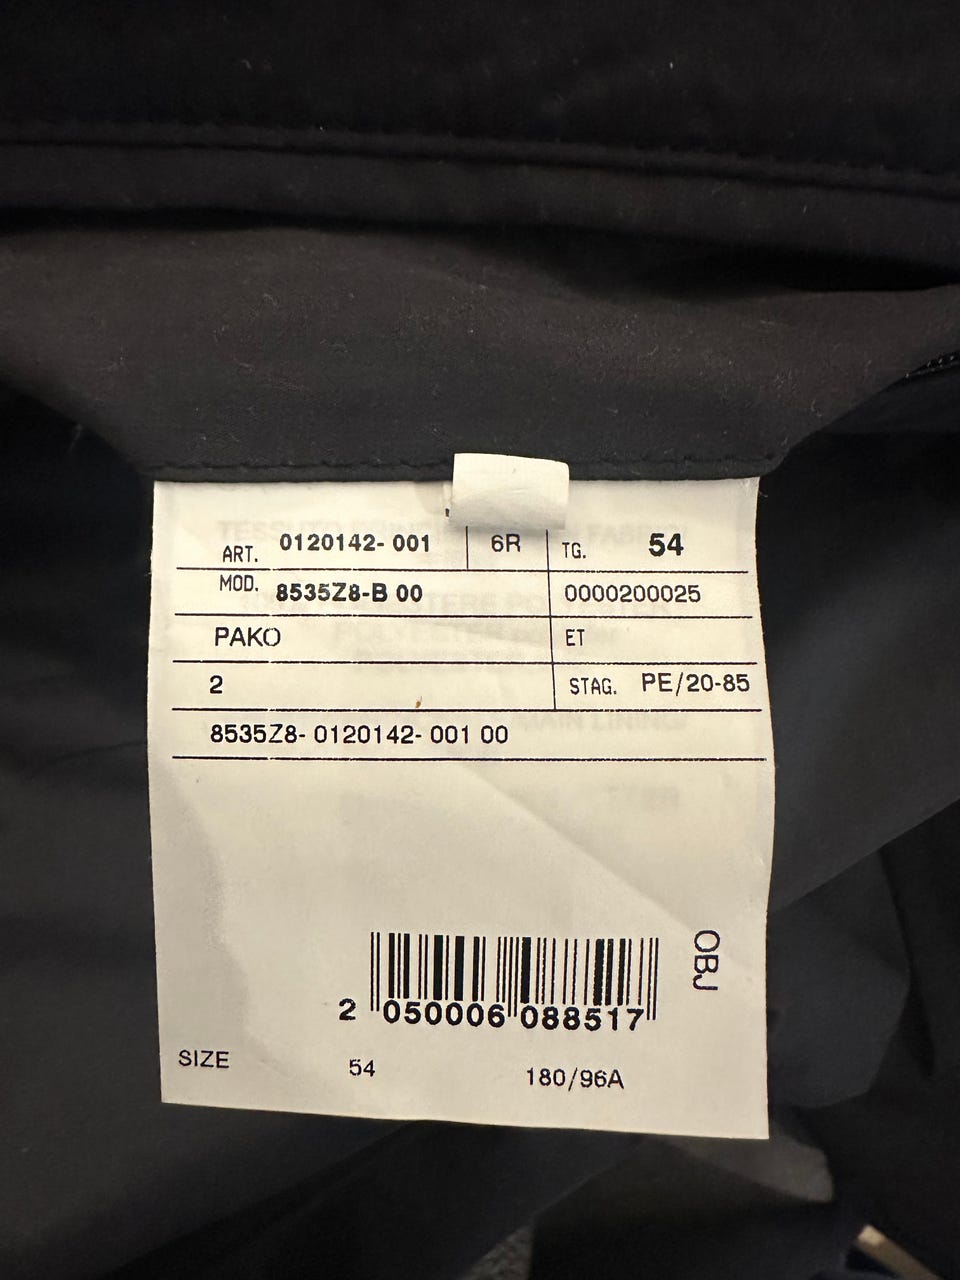 ART. 0120142- 001 6R TG. 54
MOD. 8535Z8-B 00 0000200025
PAKO ET
2 STAG. PE/20-85
8535Z8- 0120142- 001 00
OBJ
2 050006 088517
SIZE 54 180/96A